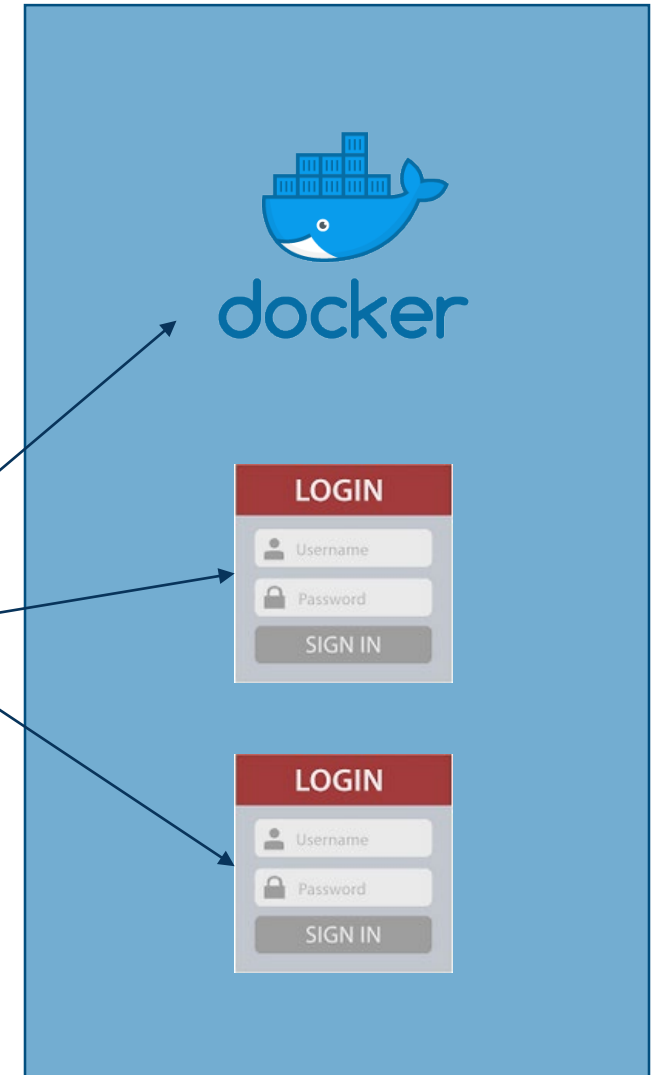 docker
LOGIN
Username
Password
SIGN IN
LOGIN
Username
Password
SIGN IN